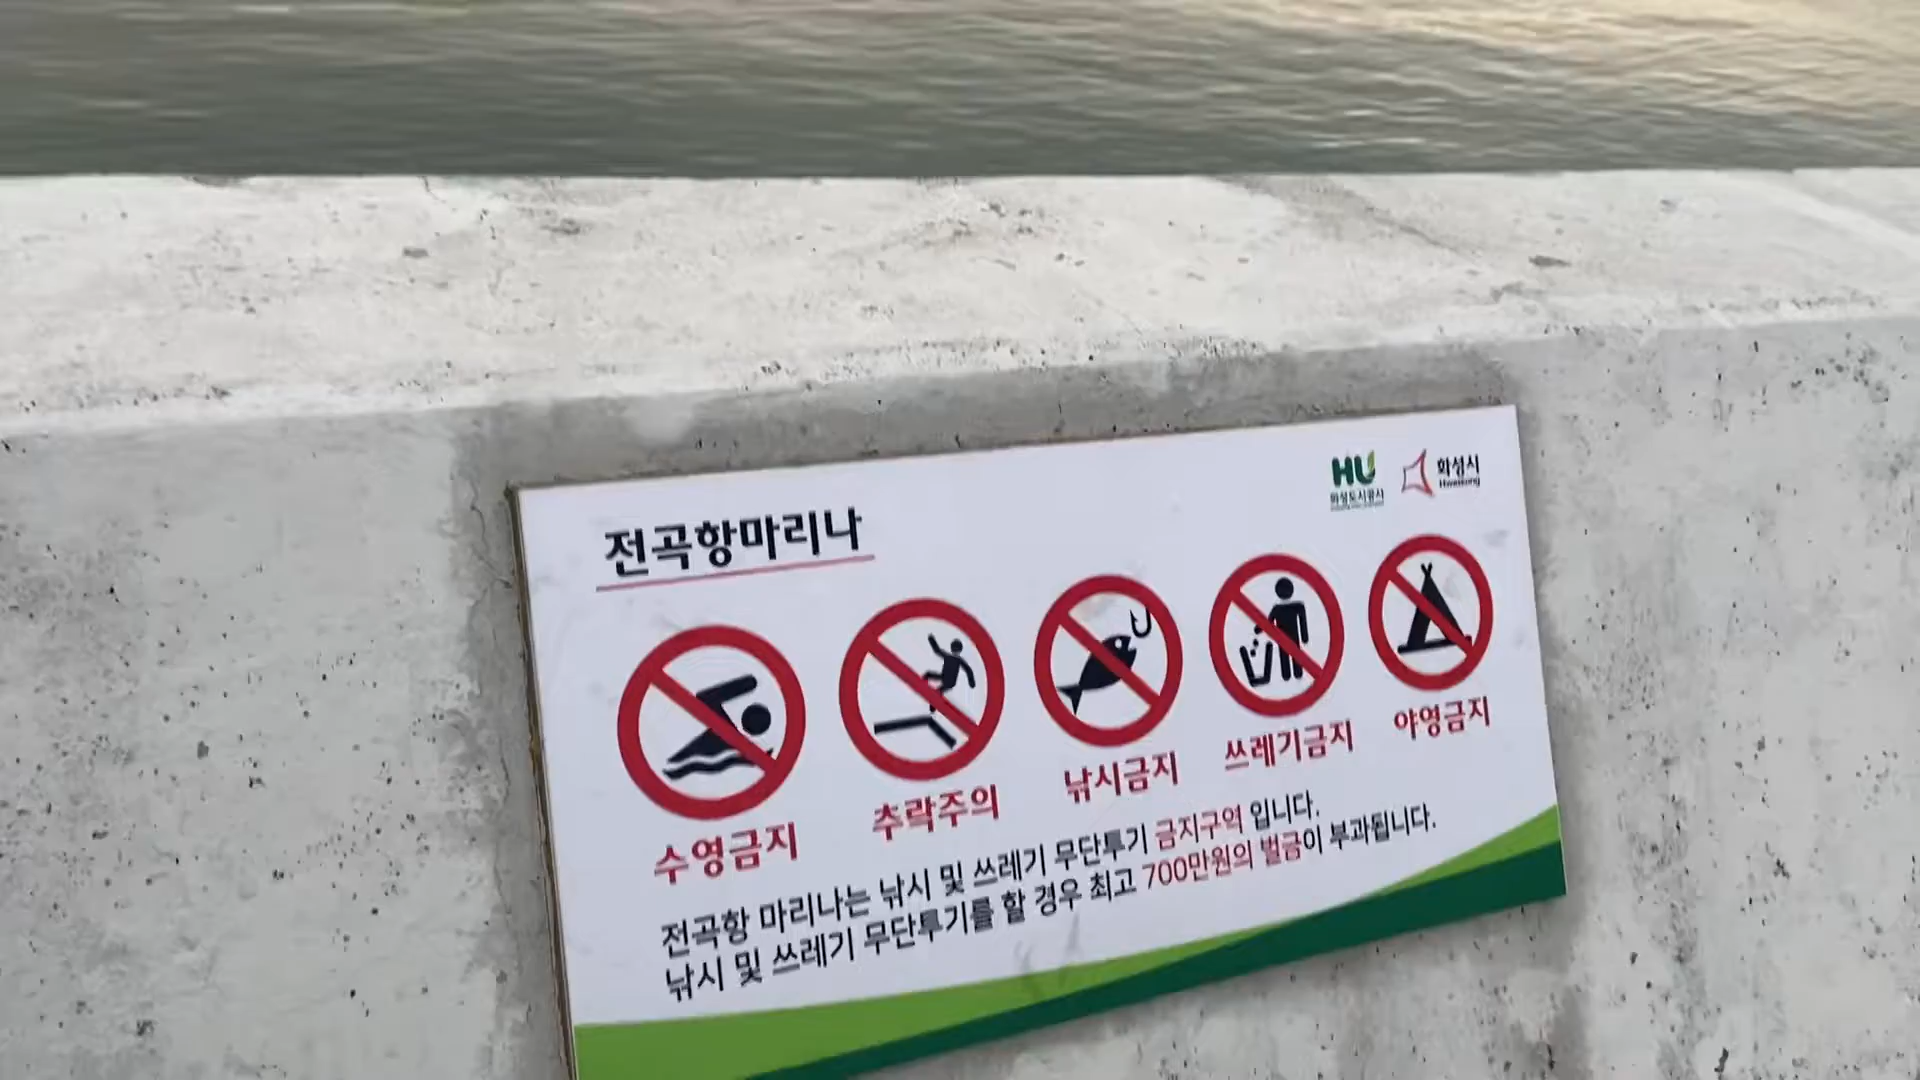 전곡항마리나
HU
화성도시공사
화성시
Hwaseong
수영금지
추락주의
낚시금지
쓰레기금지
야영금지
전곡항 마리나는 낚시 및 쓰레기 무단투기 금지구역 입니다.
낚시 및 쓰레기 무단투기를 할 경우 최고 700만원의 벌금이 부과됩니다.